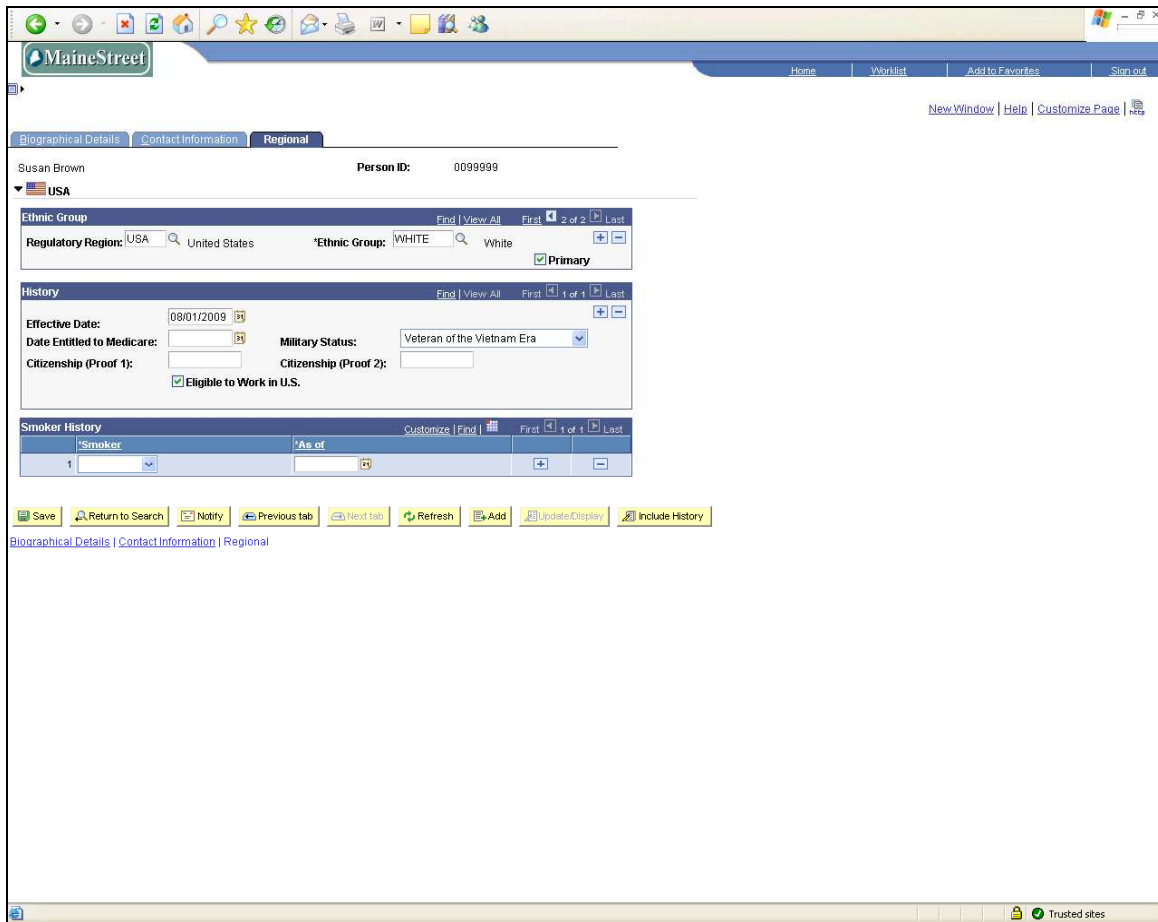 MaineStreet
Home Worklist Add to Favorites Sign out
New Window | Help | Customize Page | http
Biographical Details Contact Information Regional
Susan Brown Person ID: 0099999
USA
Ethnic Group Find | View All First 2 of 2 Last
Regulatory Region: USA United States *Ethnic Group: WHITE White
Primary
History Find | View All First 1 of 1 Last
Effective Date: 08/01/2009
Date Entitled to Medicare: Military Status: Veteran of the Vietnam Era
Citizenship (Proof 1): Citizenship (Proof 2):
Eligible to Work in U.S.
Smoker History Customize | Find | First 1 of 1 Last
*Smoker *As of
1
Save Return to Search Notify Previous tab Next tab Refresh Add Update/Display Include History
Biographical Details | Contact Information | Regional
Trusted sites